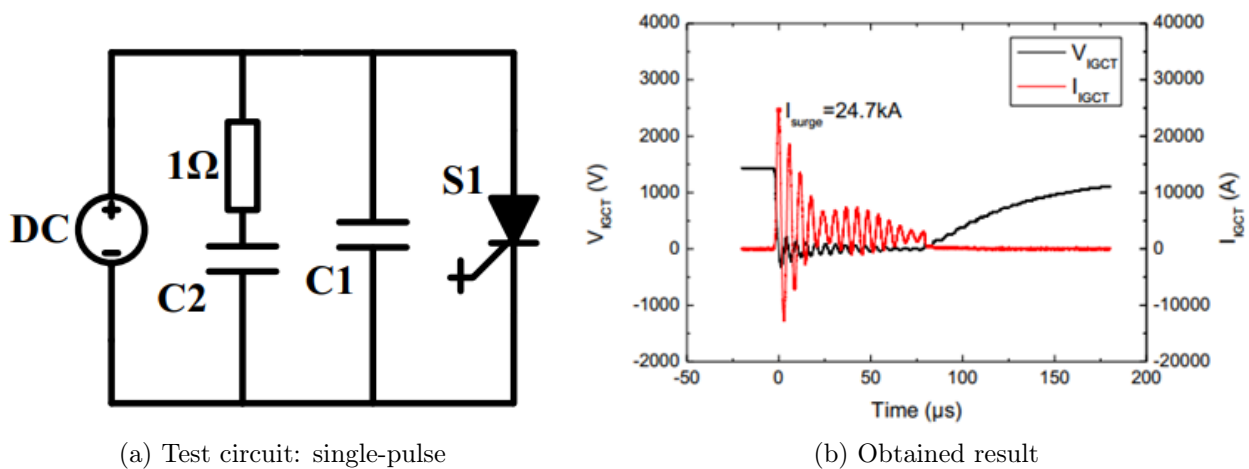 1Ω
S1
DC
+
−
C2
C1
+
(a) Test circuit: single-pulse
4000
3000
2000
1000
0
-1000
-2000
V_IGCT (V)
I_surge=24.7kA
V_IGCT
I_IGCT
40000
30000
20000
10000
0
-10000
-20000
I_IGCT (A)
-50
0
50
100
150
200
Time (µs)
(b) Obtained result